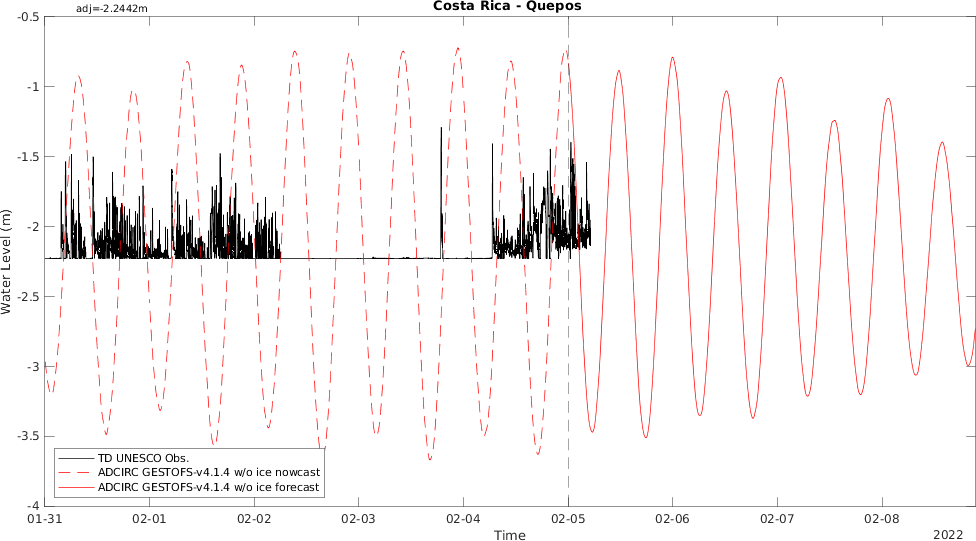 Costa Rica - Quepos
adj=-2.2442m
-0.5
-1
-1.5
-2
-2.5
-3
-3.5
-4
Water Level (m)
TD UNESCO Obs.
ADCIRC GESTOFS-v4.1.4 w/o ice nowcast
ADCIRC GESTOFS-v4.1.4 w/o ice forecast
01-31 02-01 02-02 02-03 02-04 02-05 02-06 02-07 02-08
Time
2022